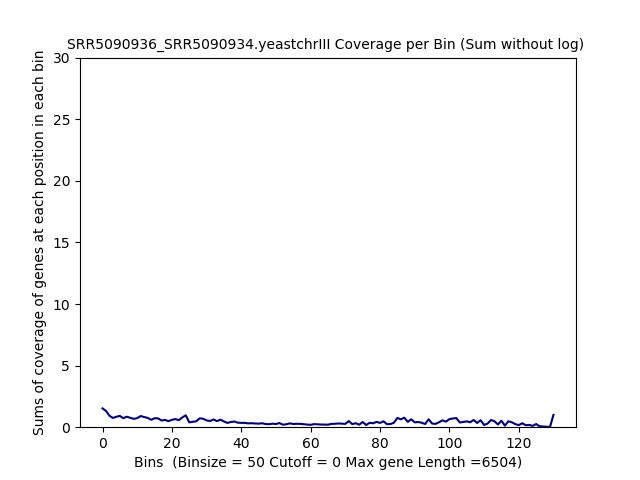 SRR5090936_SRR5090934.yeastchrIII Coverage per Bin (Sum without log)
Sums of coverage of genes at each position in each bin
30
25
20
15
10
5
0
0 20 40 60 80 100 120
Bins  (Binsize = 50 Cutoff = 0 Max gene Length =6504)